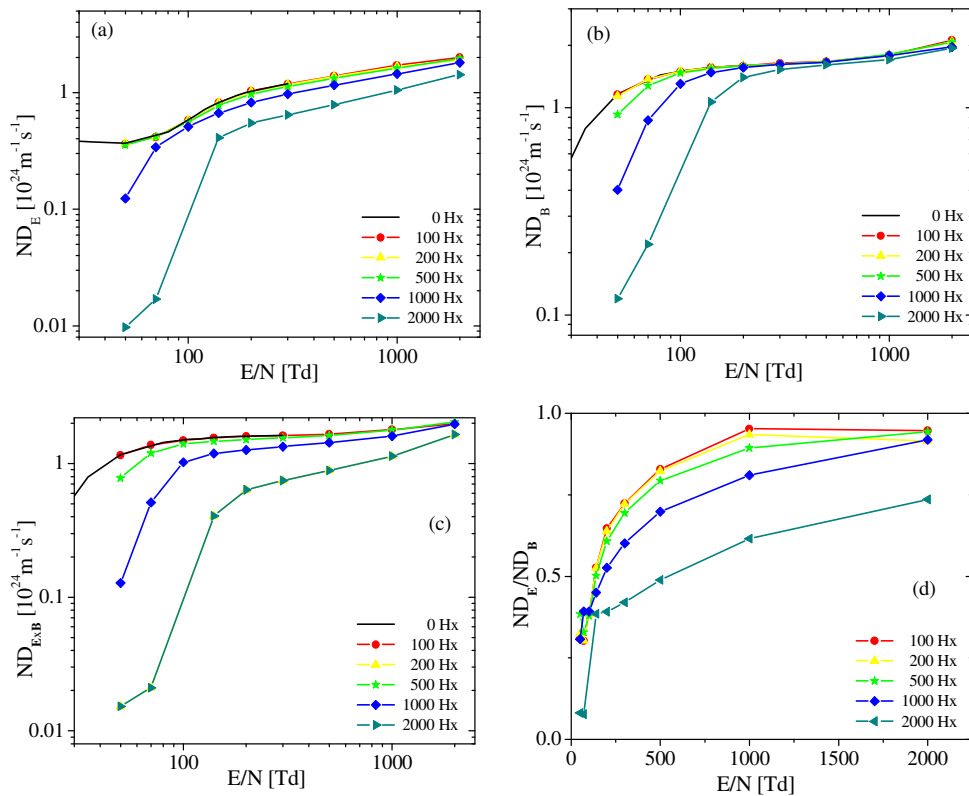 (a)
1
0.1
0.01
100
1000
E/N [Td]
ND_E [10^24 m^-1 s^-1]
0 Hx
100 Hx
200 Hx
500 Hx
1000 Hx
2000 Hx
(b)
1
0.1
100
1000
E/N [Td]
ND_B [10^24 m^-1 s^-1]
0 Hx
100 Hx
200 Hx
500 Hx
1000 Hx
2000 Hx
(c)
1
0.1
0.01
100
1000
E/N [Td]
ND_ExB [10^24 m^-1 s^-1]
0 Hx
100 Hx
200 Hx
500 Hx
1000 Hx
2000 Hx
(d)
1.0
0.5
0.0
0
500
1000
1500
2000
E/N [Td]
ND_E/ND_B
100 Hx
200 Hx
500 Hx
1000 Hx
2000 Hx